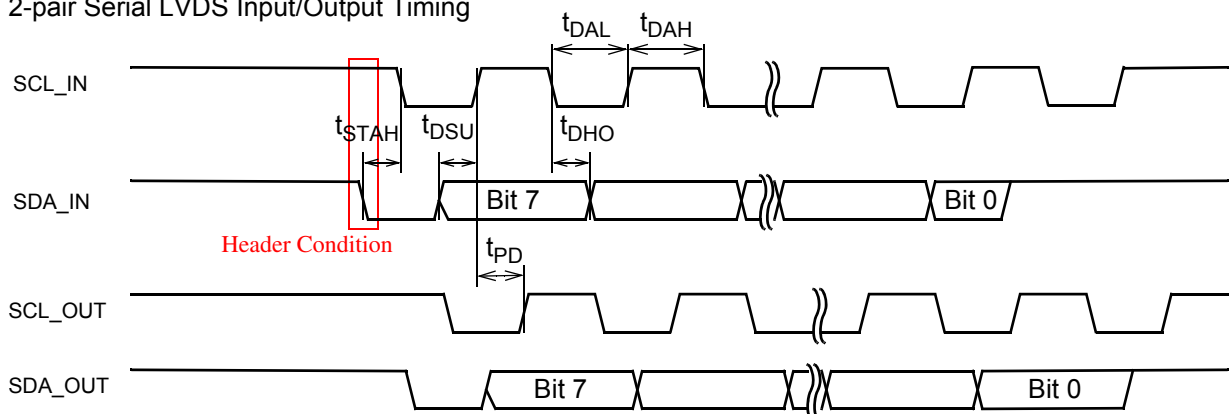 2-pair Serial LVDS Input/Output Timing
tDAL tDAH
SCL_IN
tSTAH tDSU tDHO
SDA_IN Bit 7 Bit 0
Header Condition
tPD
SCL_OUT
SDA_OUT Bit 7 Bit 0